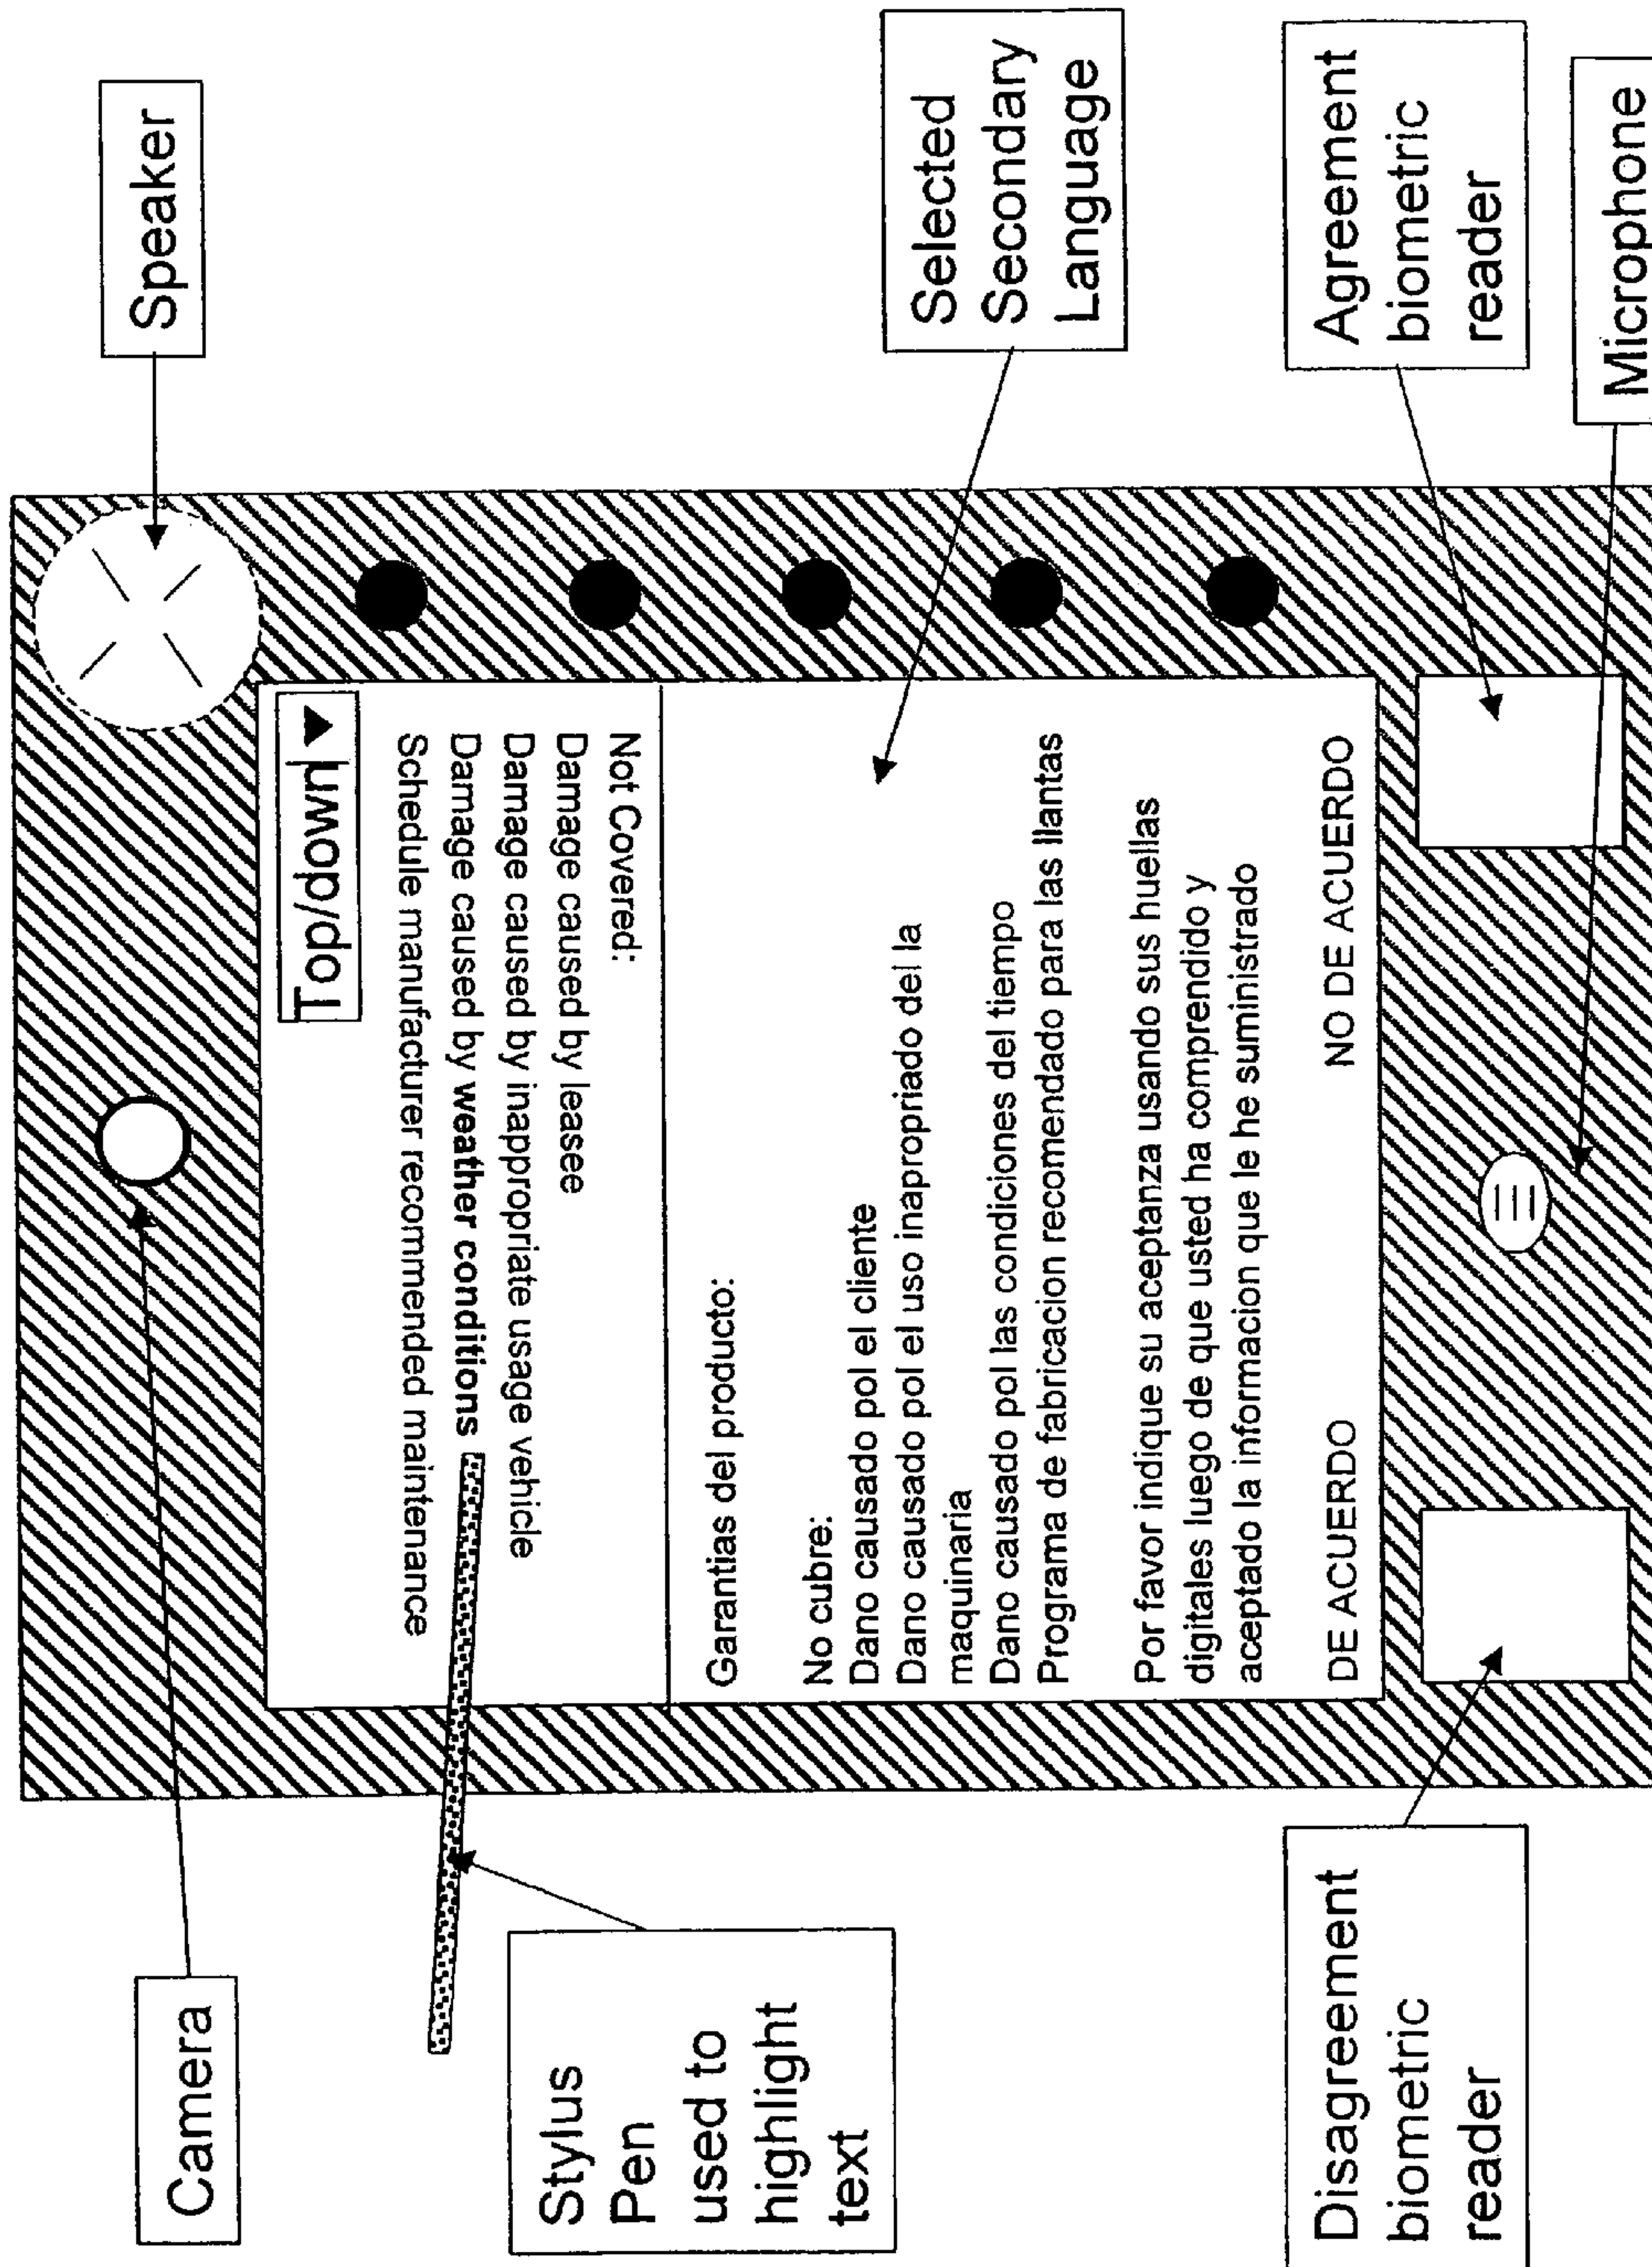 Camera
Speaker
Top/down
Not Covered:
Damage caused by leasee
Damage caused by inappropriate usage vehicle
Damage caused by weather conditions
Schedule manufacturer recommended maintenance
Stylus
Pen
used to
highlight
text
Garantias del producto:
No cubre:
Dano causado pol el cliente
Dano causado pol el uso inapropriado del la
maquinaria
Dano causado pol las condiciones del tiempo
Programa de fabricacion recomendado para las llantas
Por favor indique su aceptanza usando sus huellas
digitales luego de que usted ha comprendido y
aceptado la informacion que le he suministrado
DE ACUERDO
NO DE ACUERDO
Selected
Secondary
Language
Disagreement
biometric
reader
Agreement
biometric
reader
Microphone